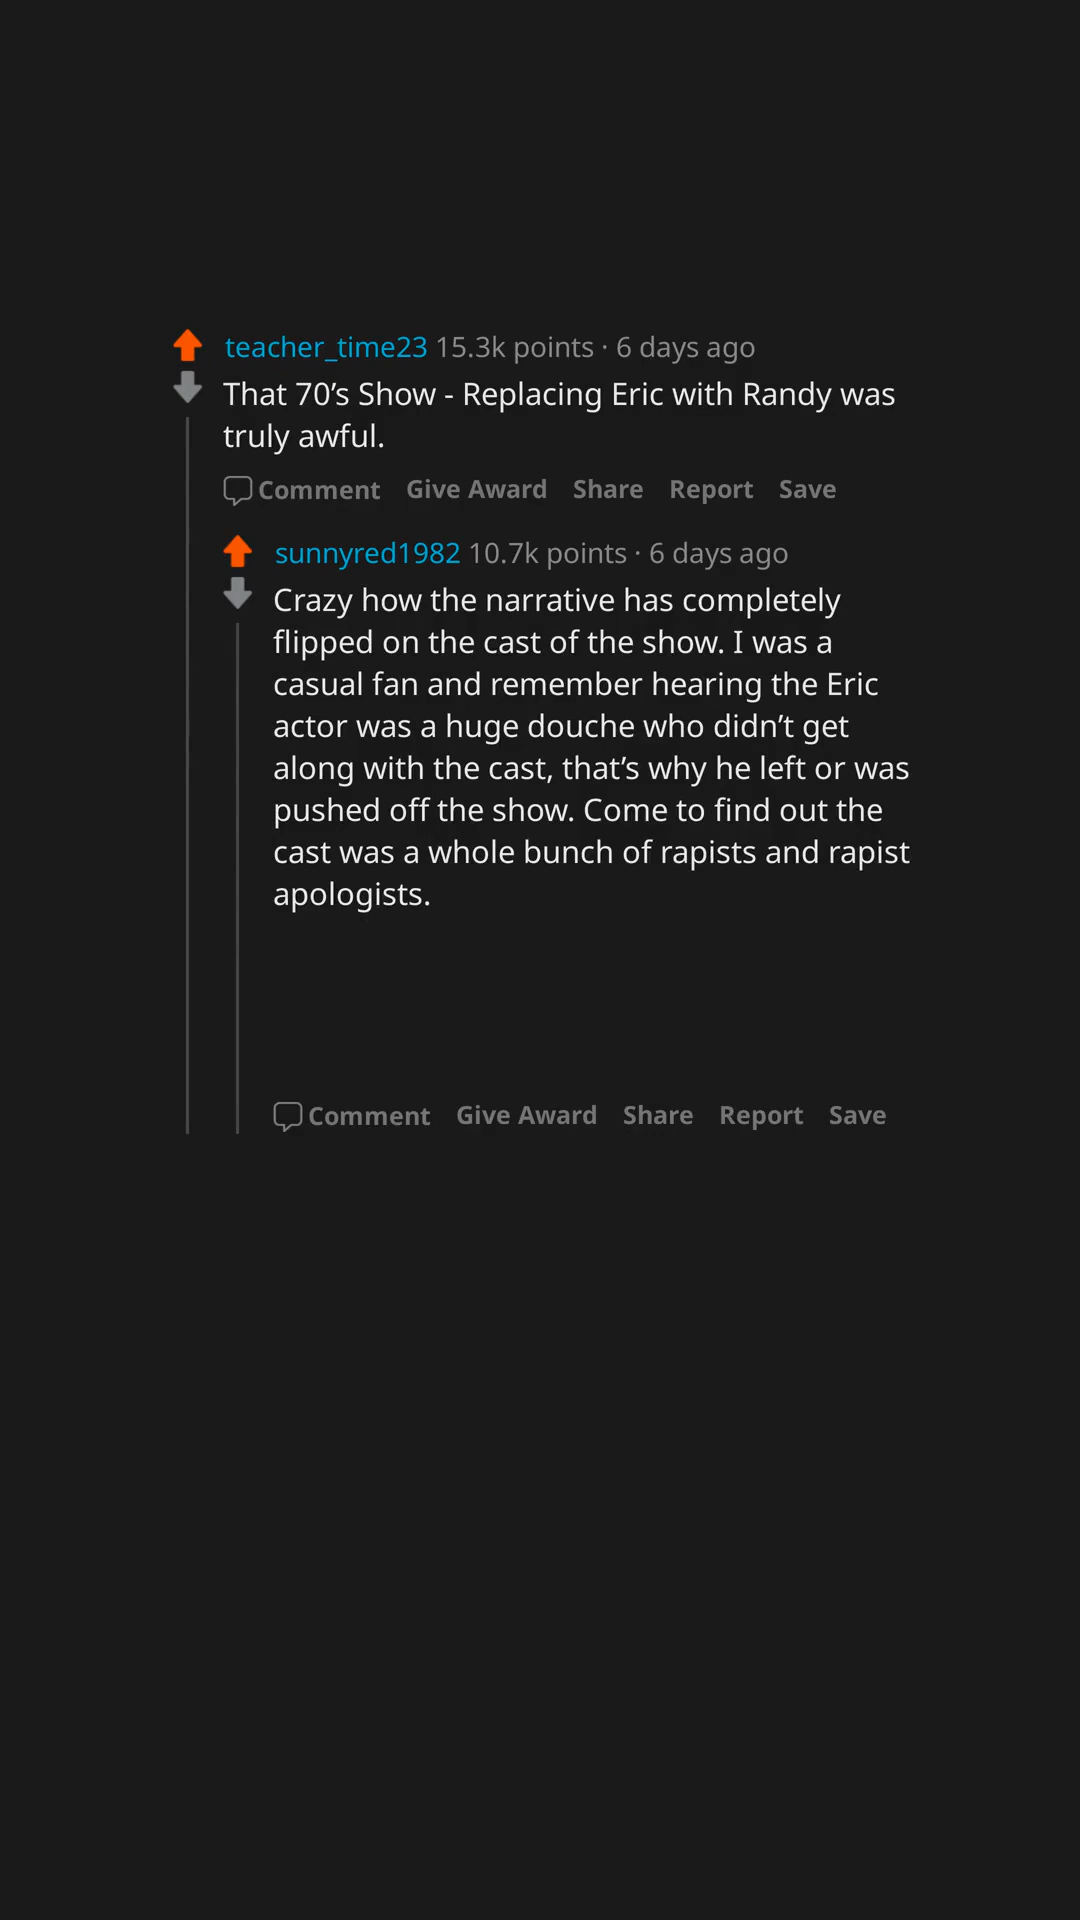 teacher_time23 15.3k points · 6 days ago
That 70’s Show - Replacing Eric with Randy was
truly awful.
Comment Give Award Share Report Save
sunnyred1982 10.7k points · 6 days ago
Crazy how the narrative has completely
flipped on the cast of the show. I was a
casual fan and remember hearing the Eric
actor was a huge douche who didn’t get
along with the cast, that’s why he left or was
pushed off the show. Come to find out the
cast was a whole bunch of rapists and rapist
apologists.
Comment Give Award Share Report Save